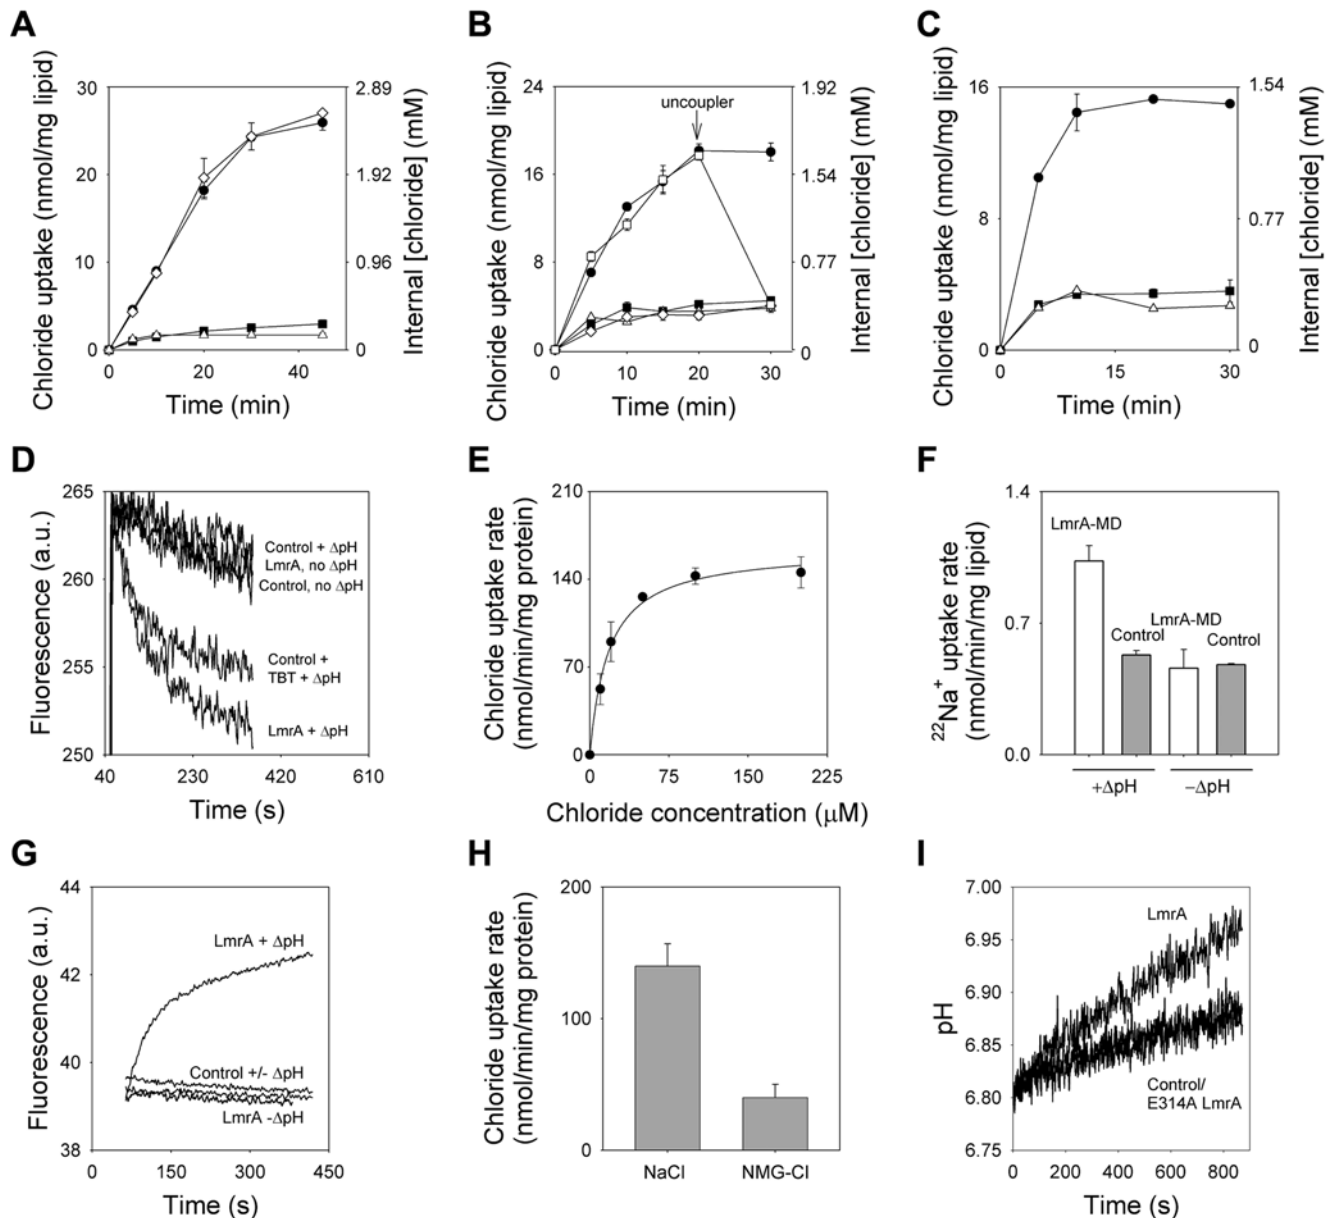 A
Chloride uptake (nmol/mg lipid)
30
20
10
0
2.89
1.92
0.96
0
Internal [chloride] (mM)
0
20
40
Time (min)
B
Chloride uptake (nmol/mg lipid)
24
16
8
0
uncoupler
1.92
1.54
0.77
0
Internal [chloride] (mM)
0
10
20
30
Time (min)
C
Chloride uptake (nmol/mg lipid)
16
8
0
1.54
0.77
0
Internal [chloride] (mM)
0
15
30
Time (min)
D
Fluorescence (a.u.)
265
260
255
250
Control + ΔpH
LmrA, no ΔpH
Control, no ΔpH
Control +
TBT + ΔpH
LmrA + ΔpH
40
230
420
610
Time (s)
E
Chloride uptake rate
(nmol/min/mg protein)
210
140
70
0
0
75
150
225
Chloride concentration (μM)
F
²²Na⁺ uptake rate
(nmol/min/mg lipid)
1.4
0.7
0.0
LmrA-MD
Control
LmrA-MD
Control
+ΔpH
−ΔpH
G
Fluorescence (a.u.)
44
42
40
38
LmrA + ΔpH
Control +/- ΔpH
LmrA -ΔpH
0
150
300
450
Time (s)
H
Chloride uptake rate
(nmol/min/mg protein)
200
100
0
NaCl
NMG-Cl
I
pH
7.00
6.95
6.90
6.85
6.80
6.75
LmrA
Control/
E314A LmrA
0
200
400
600
800
Time (s)